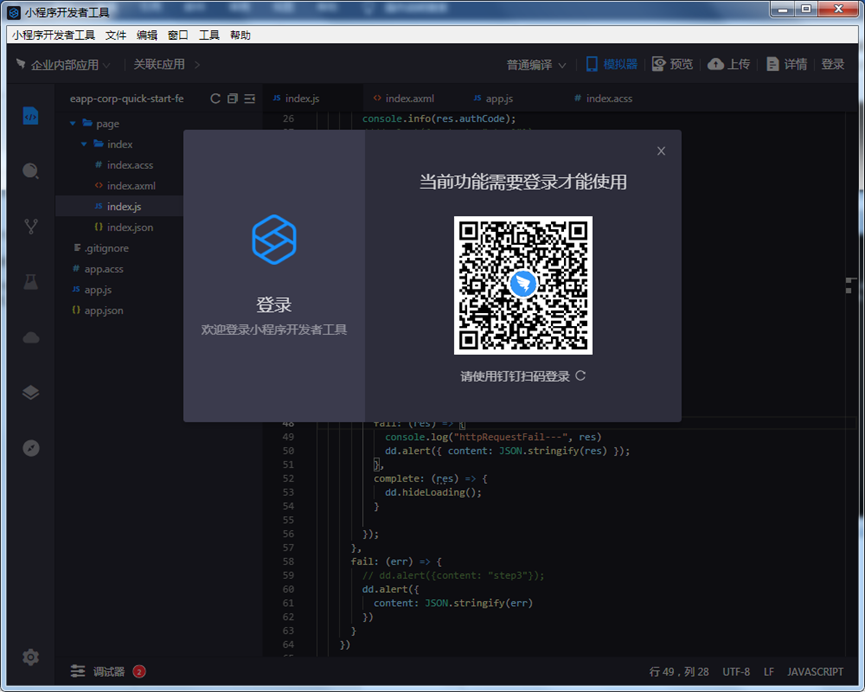 小程序开发者工具
小程序开发者工具 文件 编辑 窗口 工具 帮助
企业内部应用 关联E应用 普通编译 模拟器 预览 上传 详情 登录
eapp-corp-quick-start-fe
page
index
# index.acss
<> index.axml
JS index.js
{} index.json
.gitignore
# app.acss
JS app.js
{} app.json
JS index.js <> index.axml JS app.js # index.acss
26 console.info(res.authCode);
登录
欢迎登录小程序开发者工具
X
当前功能需要登录才能使用
请使用钉钉扫码登录
48 fail: (res) => {
49 console.log("httpRequestFail---", res)
50 dd.alert({ content: JSON.stringify(res) });
51 },
52 complete: (res) => {
53 dd.hideLoading();
54 }
55
56 });
57 },
58 fail: (err) => {
59 // dd.alert({content: "step3"});
60 dd.alert({
61 content: JSON.stringify(err)
62 })
63 }
64 })
调试器 2
行 49，列 28 UTF-8 LF JAVASCRIPT